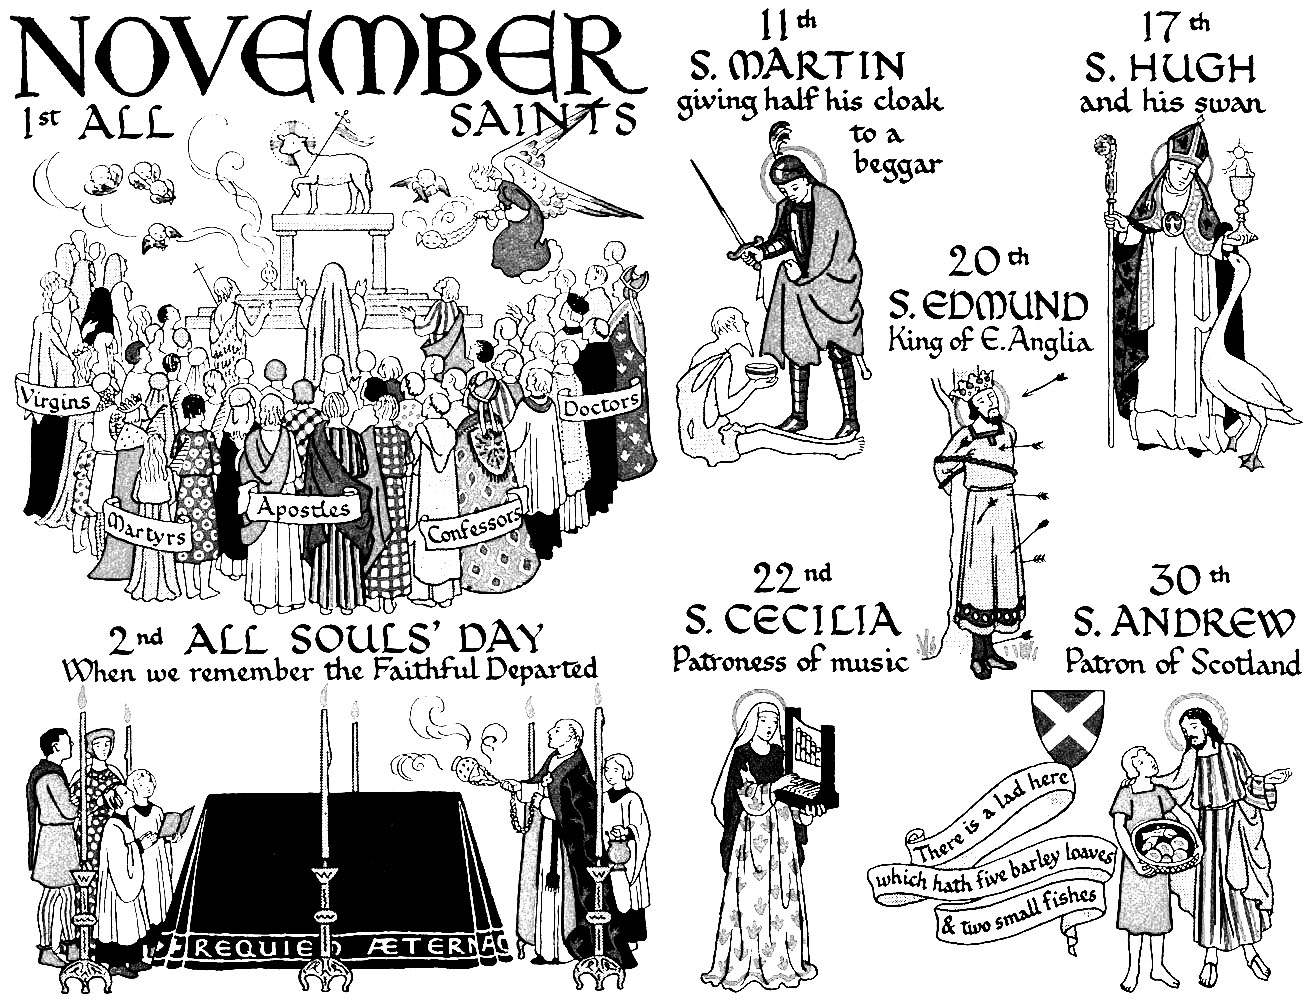 NOVEMBER
1st ALL SAINTS
Virgins
Martyrs
Apostles
Confessors
Doctors
2nd ALL SOULS' DAY
When we remember the Faithful Departed
REQUIE ÆTERNA
11th
S. MARTIN
giving half his cloak
to a
beggar
17th
S. HUGH
and his swan
20th
S. EDMUND
King of E. Anglia
22nd
S. CECILIA
Patroness of music
30th
S. ANDREW
Patron of Scotland
There is a lad here
which hath five barley loaves
& two small fishes